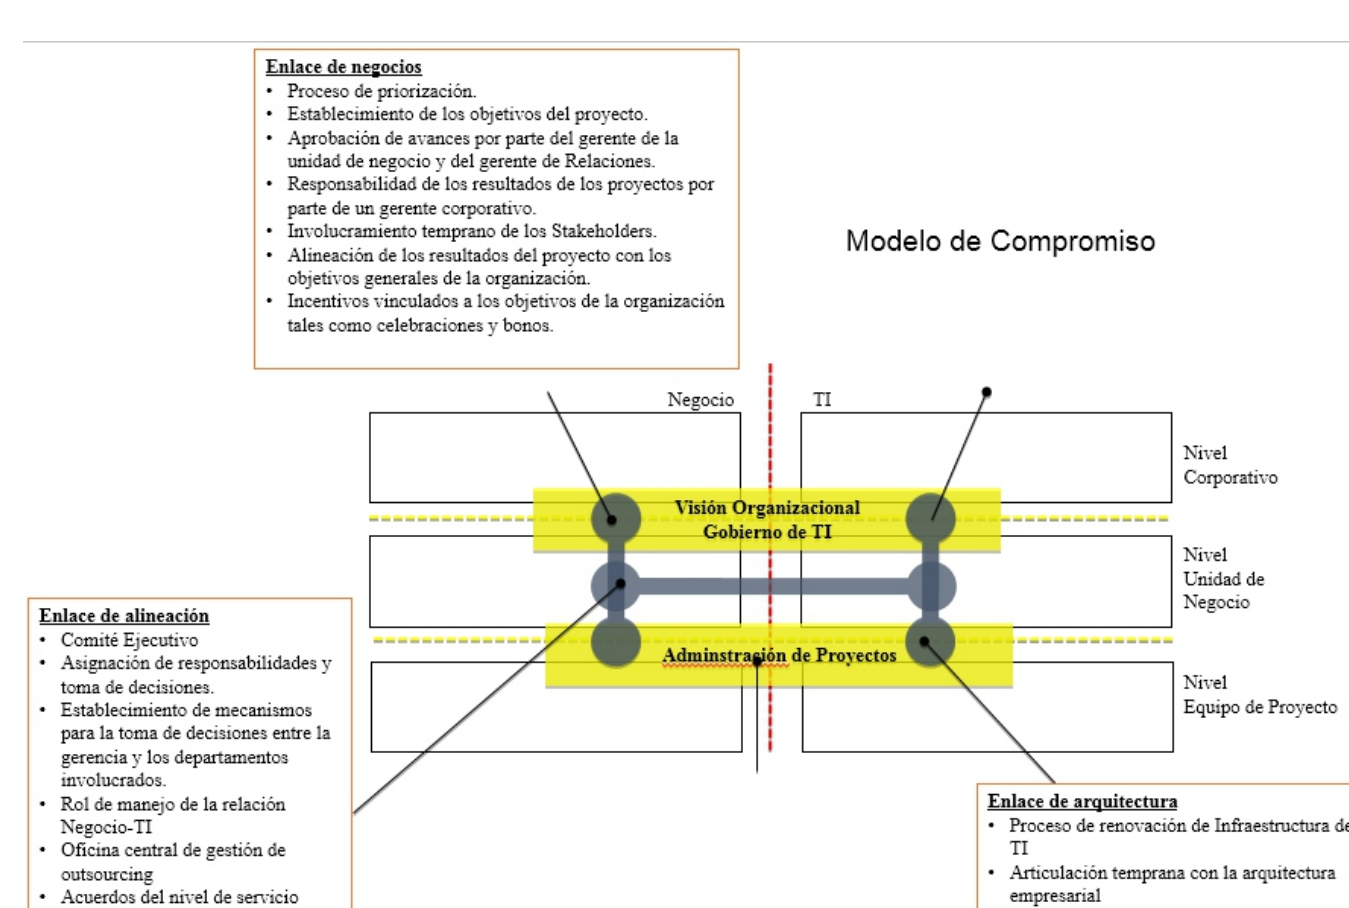 Enlace de negocios
• Proceso de priorización.
• Establecimiento de los objetivos del proyecto.
• Aprobación de avances por parte del gerente de la
unidad de negocio y del gerente de Relaciones.
• Responsabilidad de los resultados de los proyectos por
parte de un gerente corporativo.
• Involucramiento temprano de los Stakeholders.
• Alineación de los resultados del proyecto con los
objetivos generales de la organización.
• Incentivos vinculados a los objetivos de la organización
tales como celebraciones y bonos.
Modelo de Compromiso
Negocio
TI
Nivel
Corporativo
Visión Organizacional
Gobierno de TI
Nivel
Unidad de
Negocio
Adminstración de Proyectos
Nivel
Equipo de Proyecto
Enlace de alineación
• Comité Ejecutivo
• Asignación de responsabilidades y
toma de decisiones.
• Establecimiento de mecanismos
para la toma de decisiones entre la
gerencia y los departamentos
involucrados.
• Rol de manejo de la relación
Negocio-TI
• Oficina central de gestión de
outsourcing
• Acuerdos del nivel de servicio
Enlace de arquitectura
• Proceso de renovación de Infraestructura de
TI
• Articulación temprana con la arquitectura
empresarial